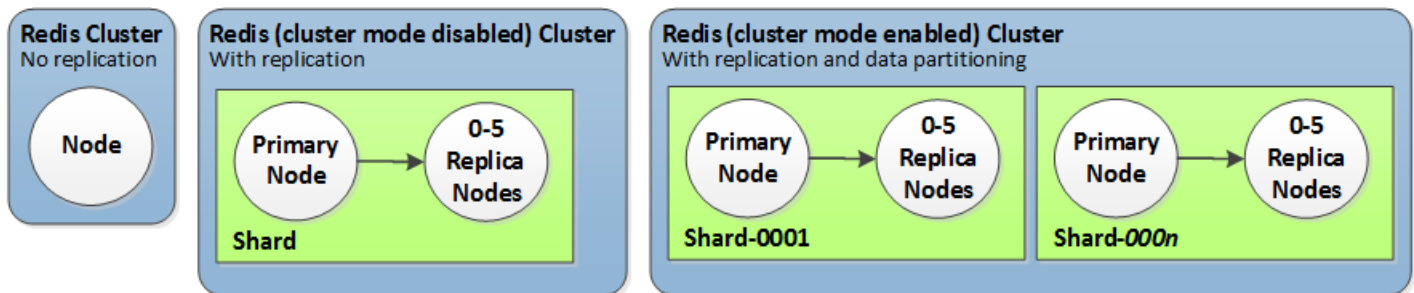 Redis Cluster
No replication
Node
Redis (cluster mode disabled) Cluster
With replication
Primary
Node
0-5
Replica
Nodes
Shard
Redis (cluster mode enabled) Cluster
With replication and data partitioning
Primary
Node
0-5
Replica
Nodes
Shard-0001
Primary
Node
0-5
Replica
Nodes
Shard-000n